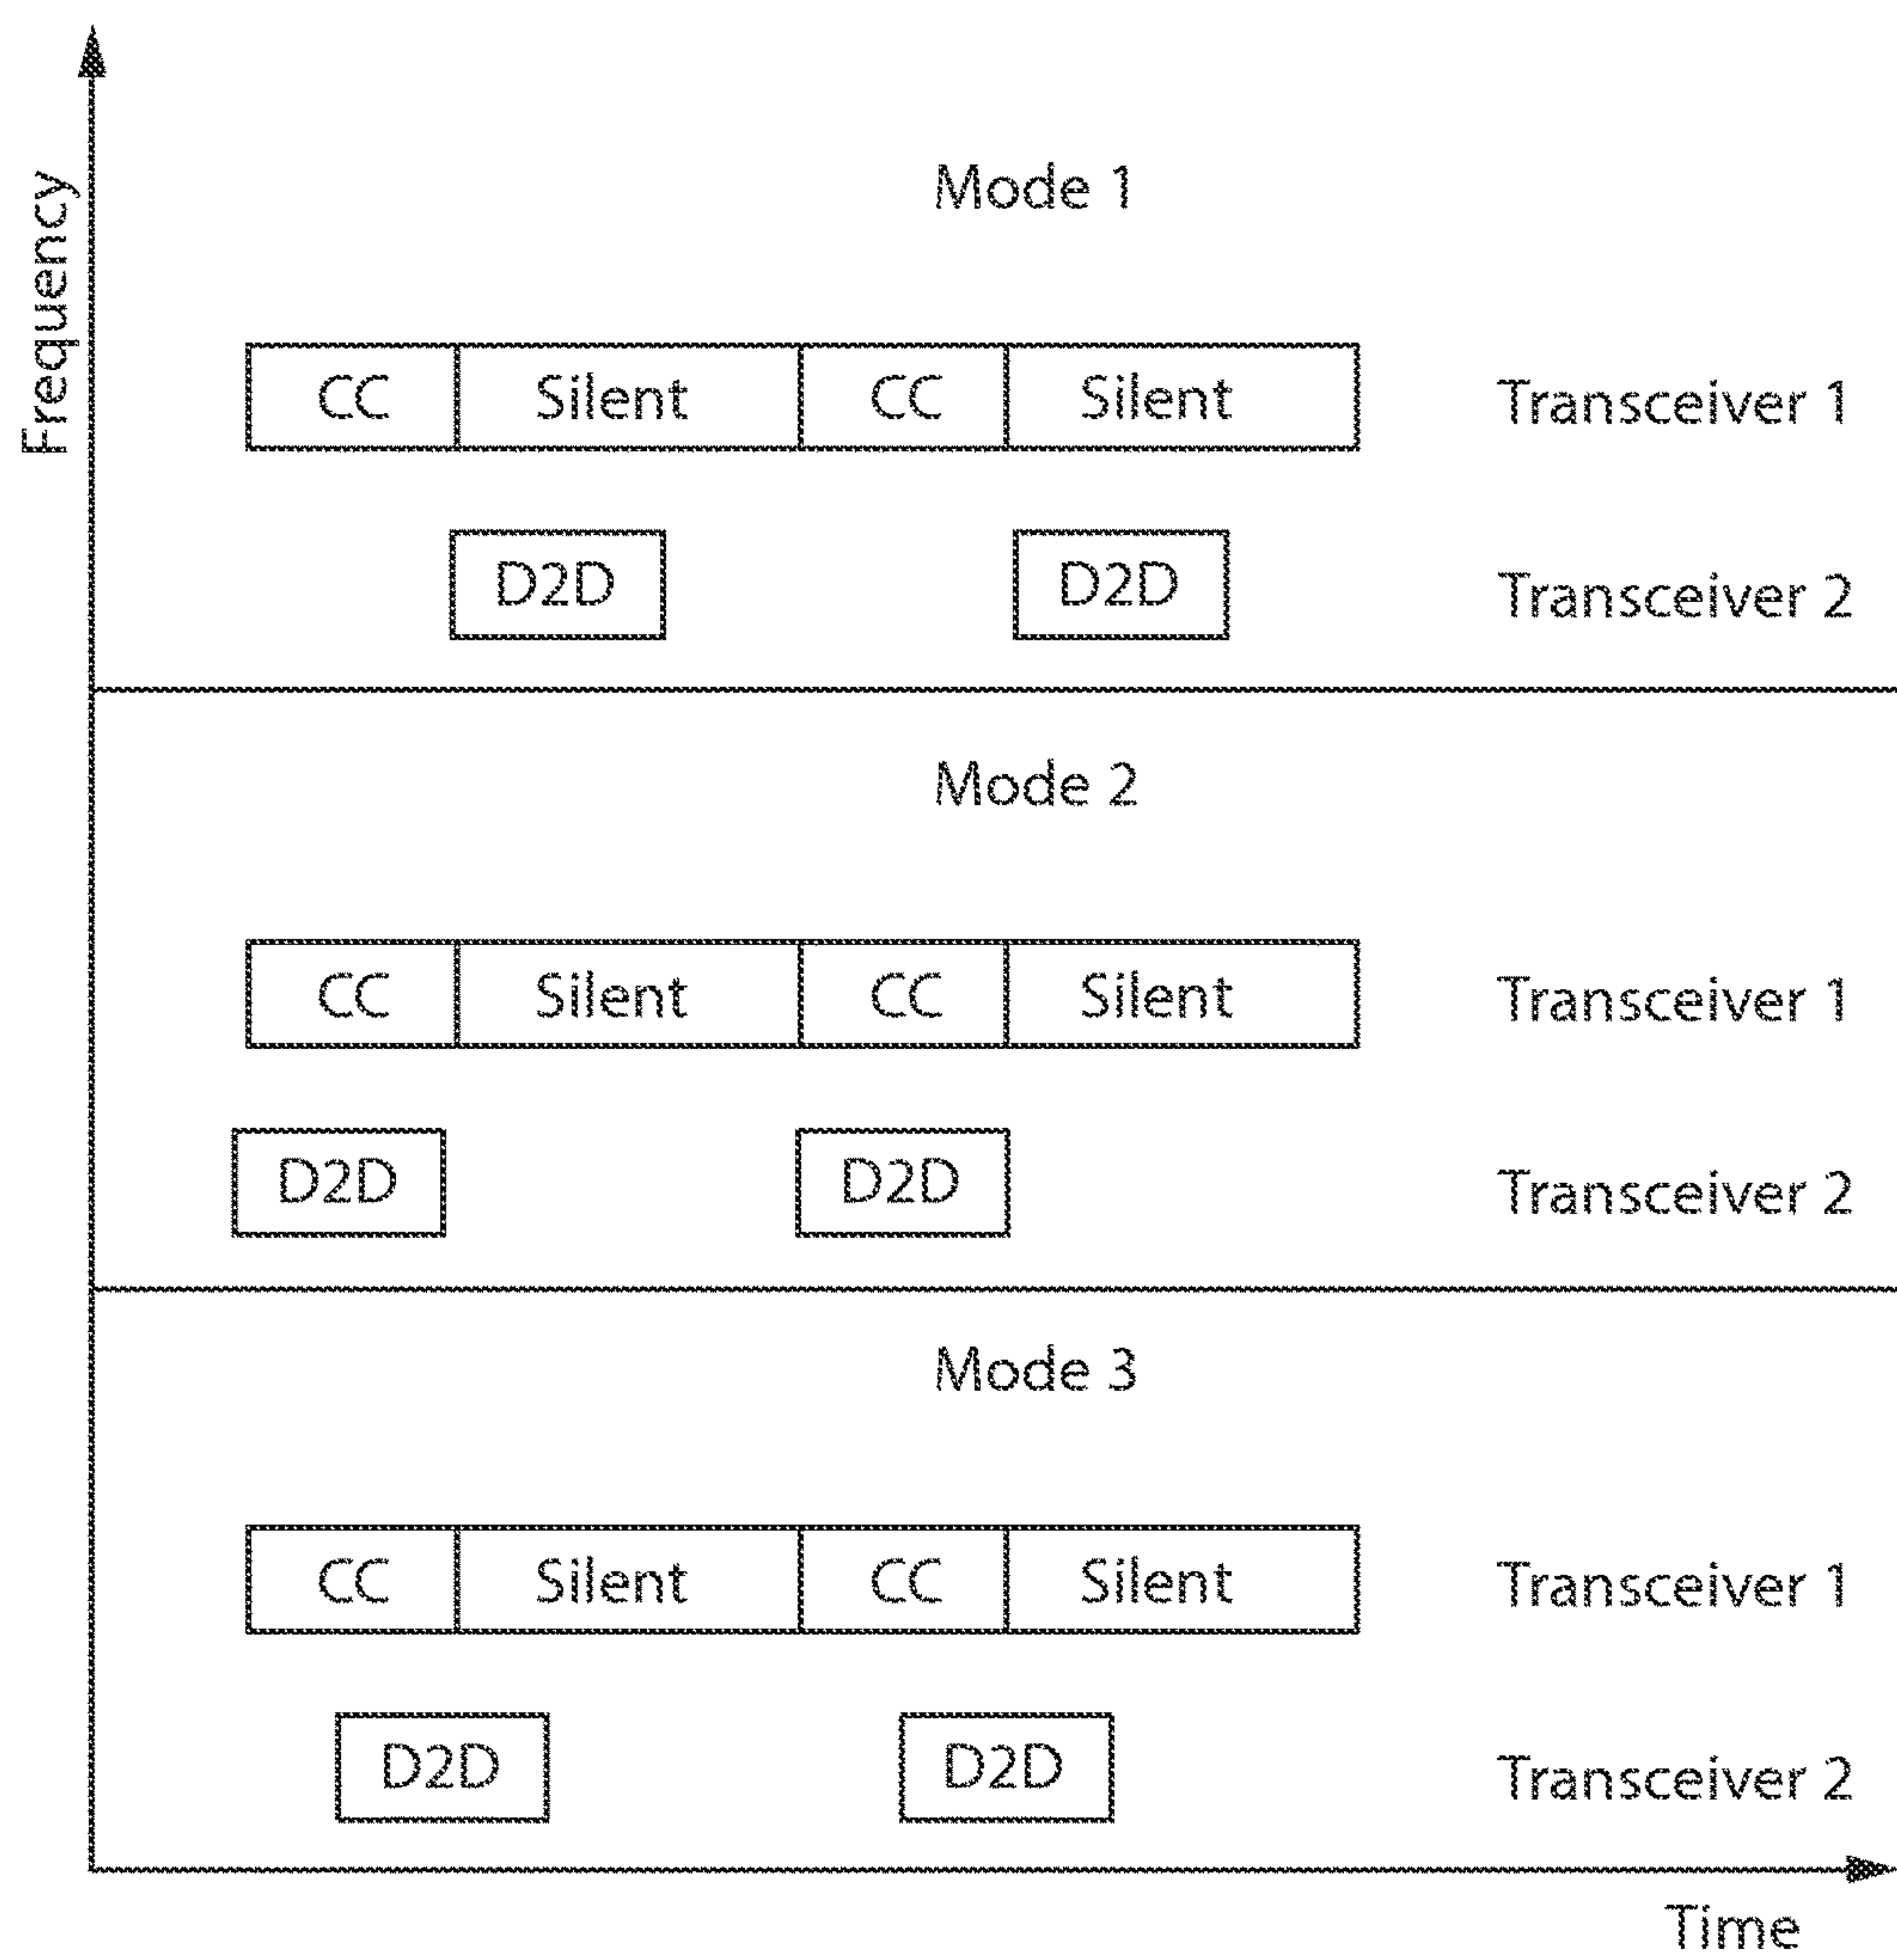 Frequency
Mode 1
CC Silent CC Silent Transceiver 1
D2D D2D Transceiver 2
Mode 2
CC Silent CC Silent Transceiver 1
D2D D2D Transceiver 2
Mode 3
CC Silent CC Silent Transceiver 1
D2D D2D Transceiver 2
Time